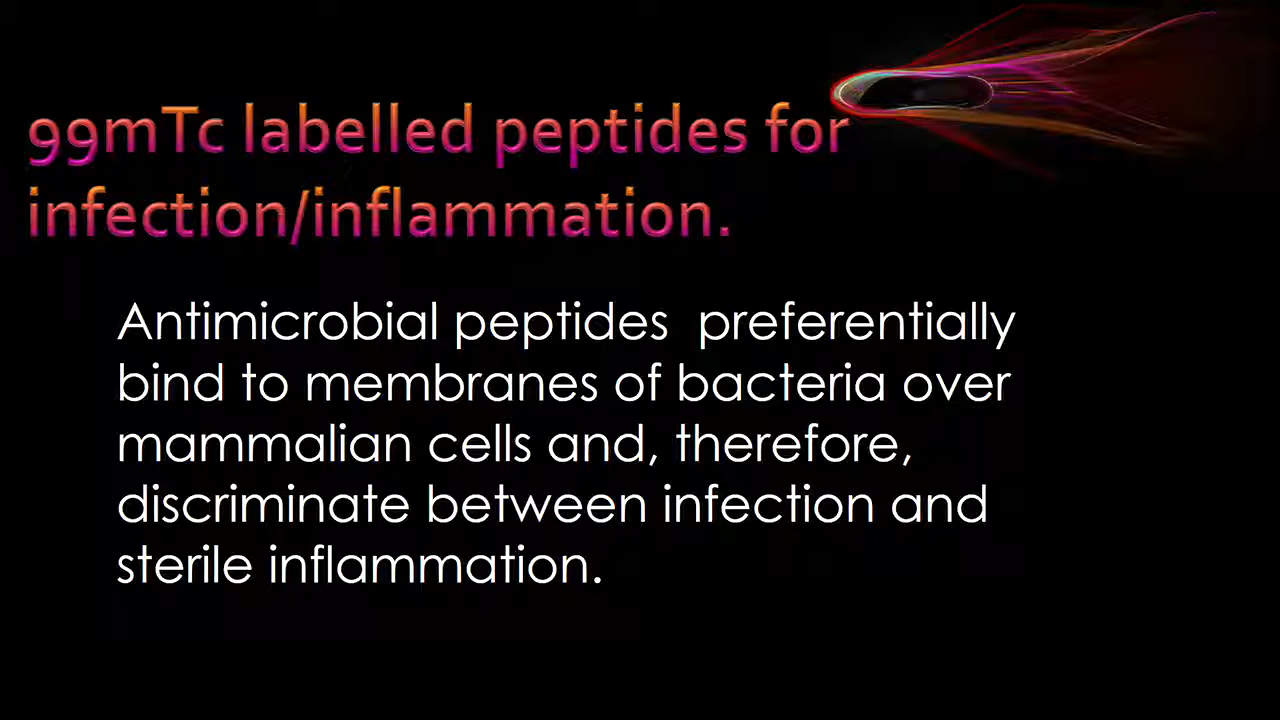 99mTc labelled peptides for
infection/inflammation.
Antimicrobial peptides  preferentially
bind to membranes of bacteria over
mammalian cells and, therefore,
discriminate between infection and
sterile inflammation.